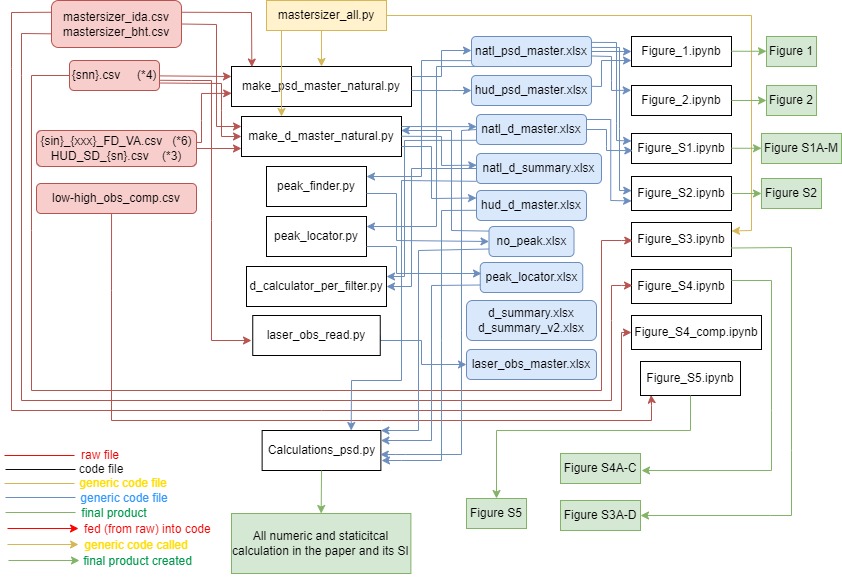 mastersizer_ida.csv
mastersizer_bht.csv
mastersizer_all.py
{snn}.csv (*4)
{sin}_{xxx}_FD_VA.csv (*6)
HUD_SD_{sn}.csv (*3)
low-high_obs_comp.csv
make_psd_master_natural.py
make_d_master_natural.py
peak_finder.py
peak_locator.py
d_calculator_per_filter.py
laser_obs_read.py
Calculations_psd.py
All numeric and staticitcal
calculation in the paper and its SI
natl_psd_master.xlsx
hud_psd_master.xlsx
natl_d_master.xlsx
natl_d_summary.xlsx
hud_d_master.xlsx
no_peak.xlsx
peak_locator.xlsx
d_summary.xlsx
d_summary_v2.xlsx
laser_obs_master.xlsx
Figure_1.ipynb
Figure_2.ipynb
Figure_S1.ipynb
Figure_S2.ipynb
Figure_S3.ipynb
Figure_S4.ipynb
Figure_S4_comp.ipynb
Figure_S5.ipynb
Figure 1
Figure 2
Figure S1A-M
Figure S2
Figure S4A-C
Figure S5
Figure S3A-D
raw file
code file
generic code file
generic code file
final product
fed (from raw) into code
generic code called
final product created